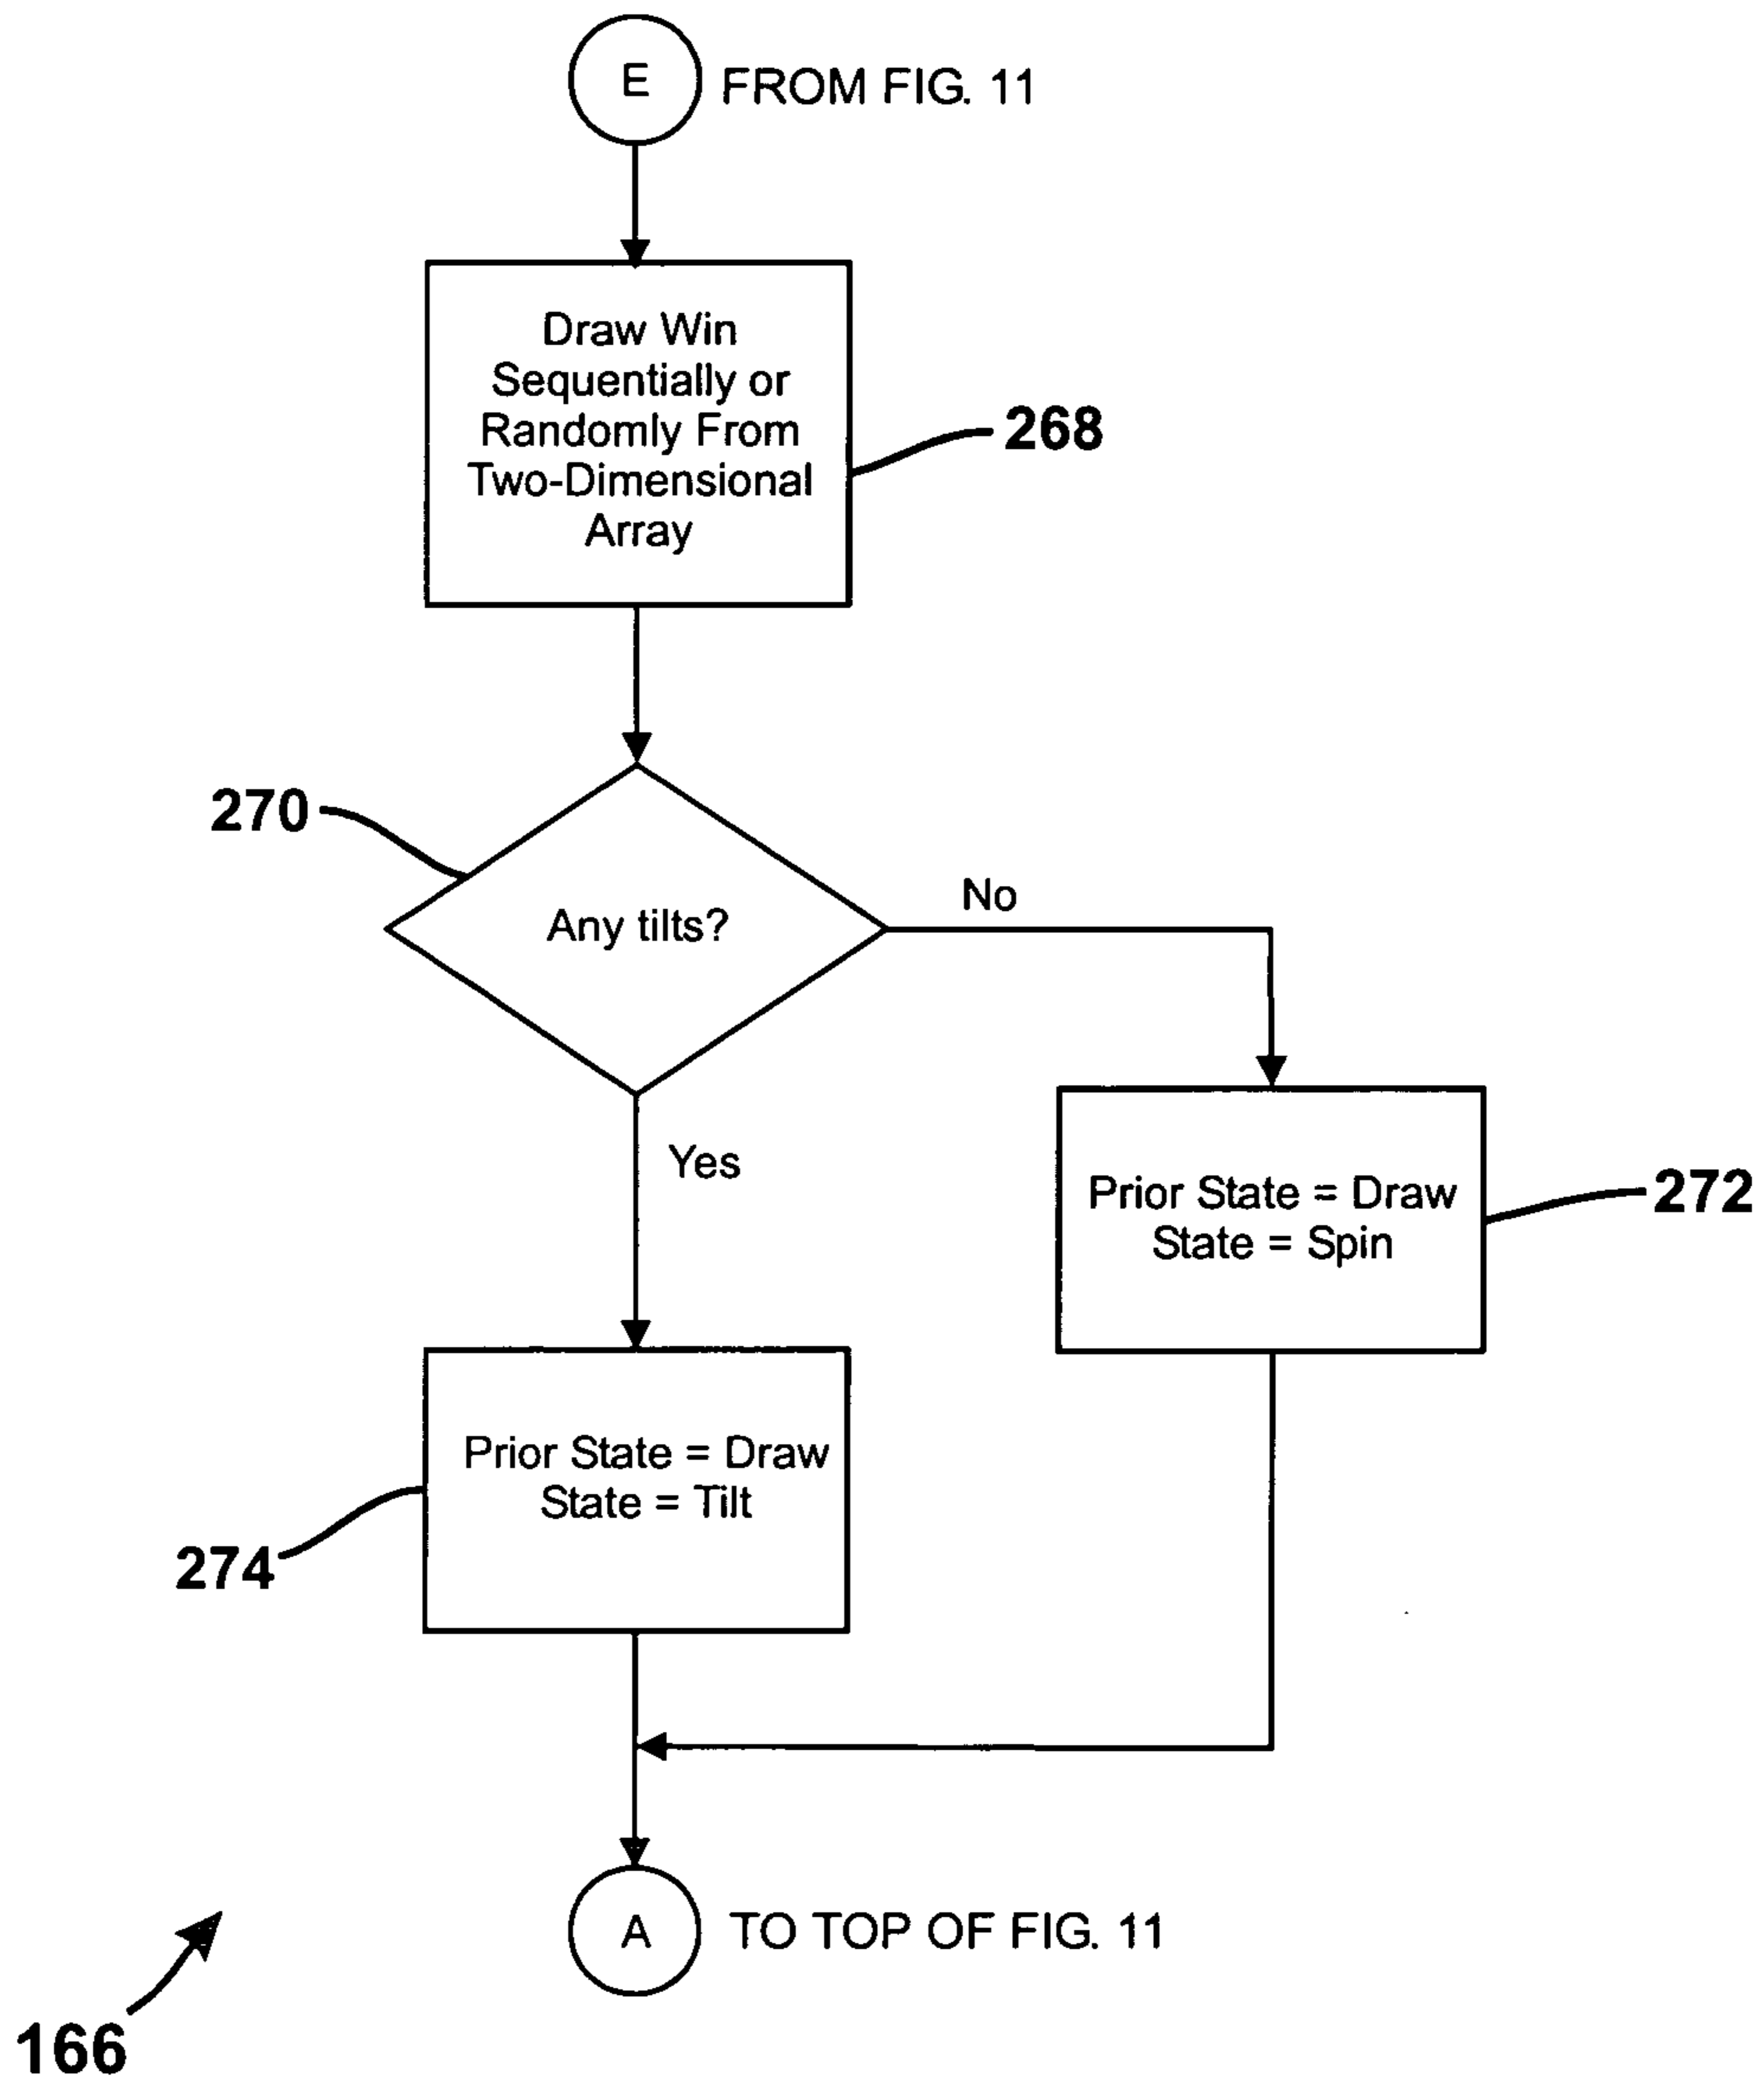 E
FROM FIG. 11
Draw Win
Sequentially or
Randomly From
Two-Dimensional
Array
268
270
Any tilts?
No
Yes
Prior State = Draw
State = Spin
272
Prior State = Draw
State = Tilt
274
A
TO TOP OF FIG. 11
166